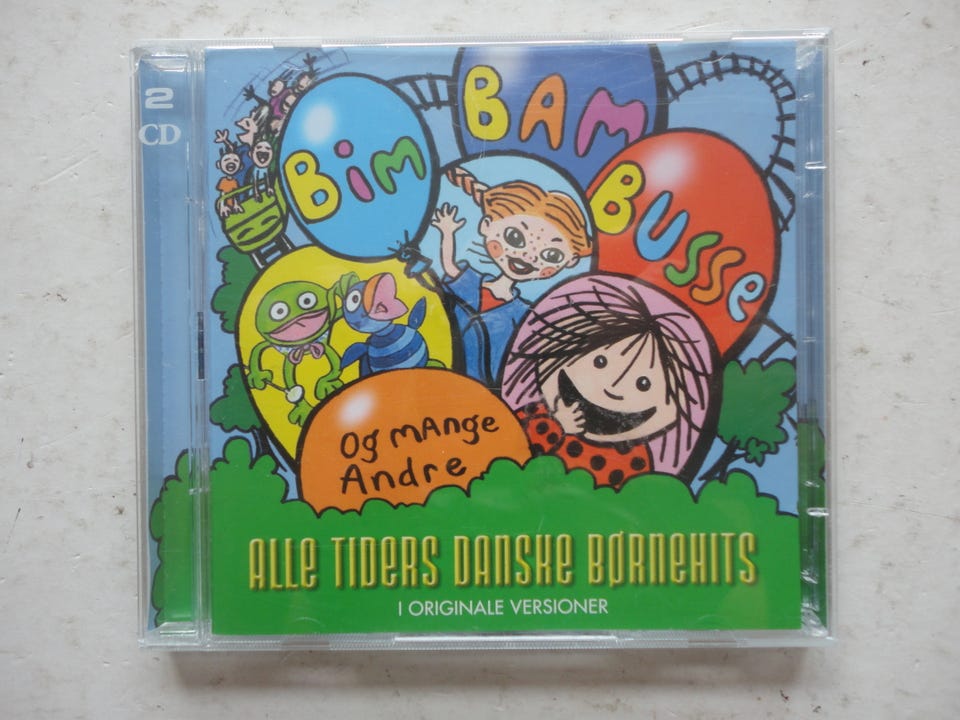 2
CD
BiM
BAM
Busse
Og mAnge
Andre
ALLE TIDERS DANSKE BØRNEHITS
I ORIGINALE VERSIONER